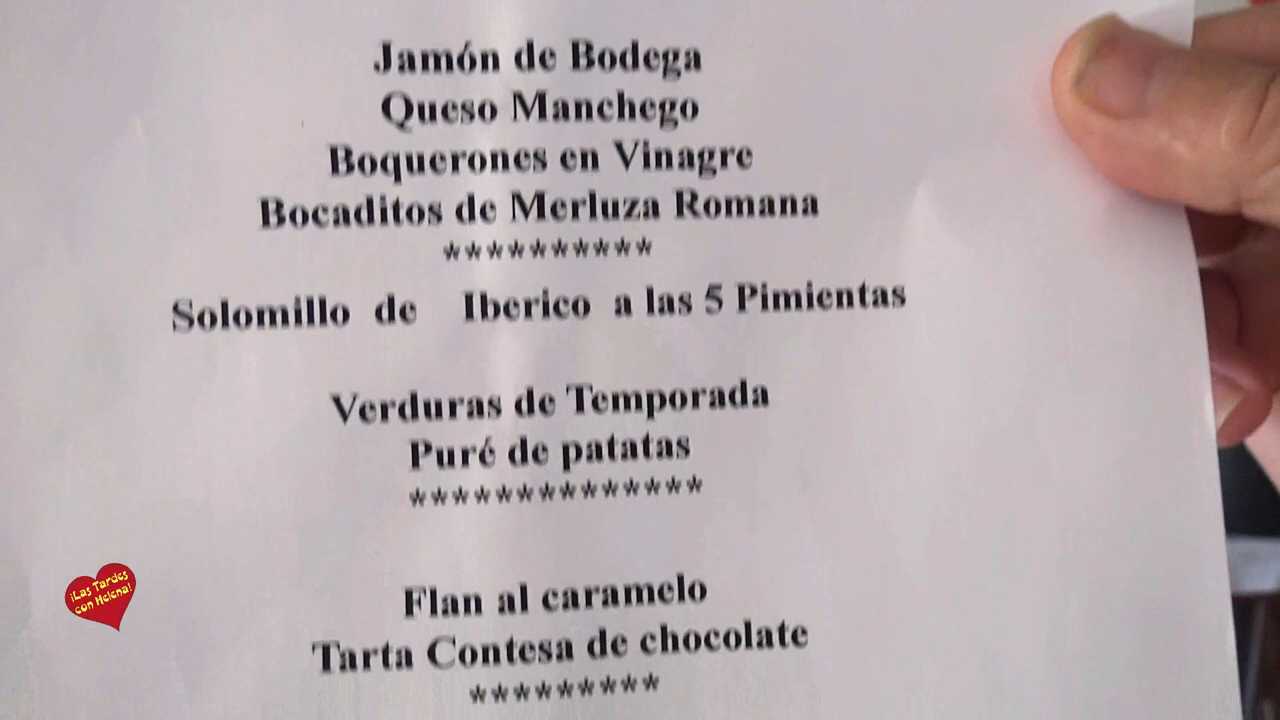 Jamón de Bodega
Queso Manchego
Boquerones en Vinagre
Bocaditos de Merluza Romana
**********
Solomillo de Iberico a las 5 Pimientas
Verduras de Temporada
Puré de patatas
**************
Flan al caramelo
Tarta Contesa de chocolate
*********
¡Las Tardes
con Helena!